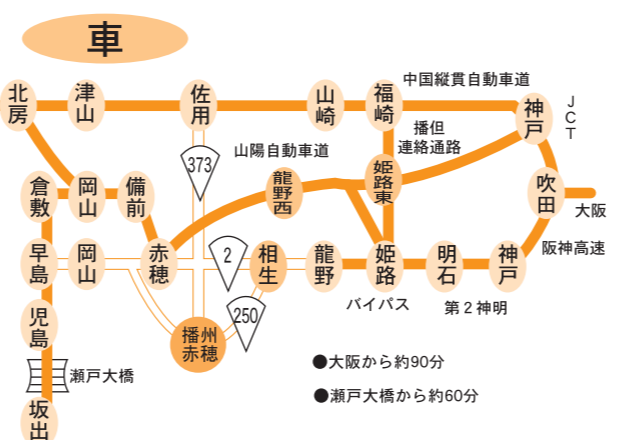 車
中国縦貫自動車道
北房
津山
佐用
山崎
福崎
神戸
JCT
播但
連絡通路
山陽自動車道
373
龍野西
姫路東
倉敷
岡山
備前
吹田
大阪
早島
岡山
赤穂
2
相生
龍野
姫路
明石
神戸
阪神高速
バイパス
第2神明
児島
250
播州
赤穂
瀬戸大橋
坂出
●大阪から約90分
●瀬戸大橋から約60分